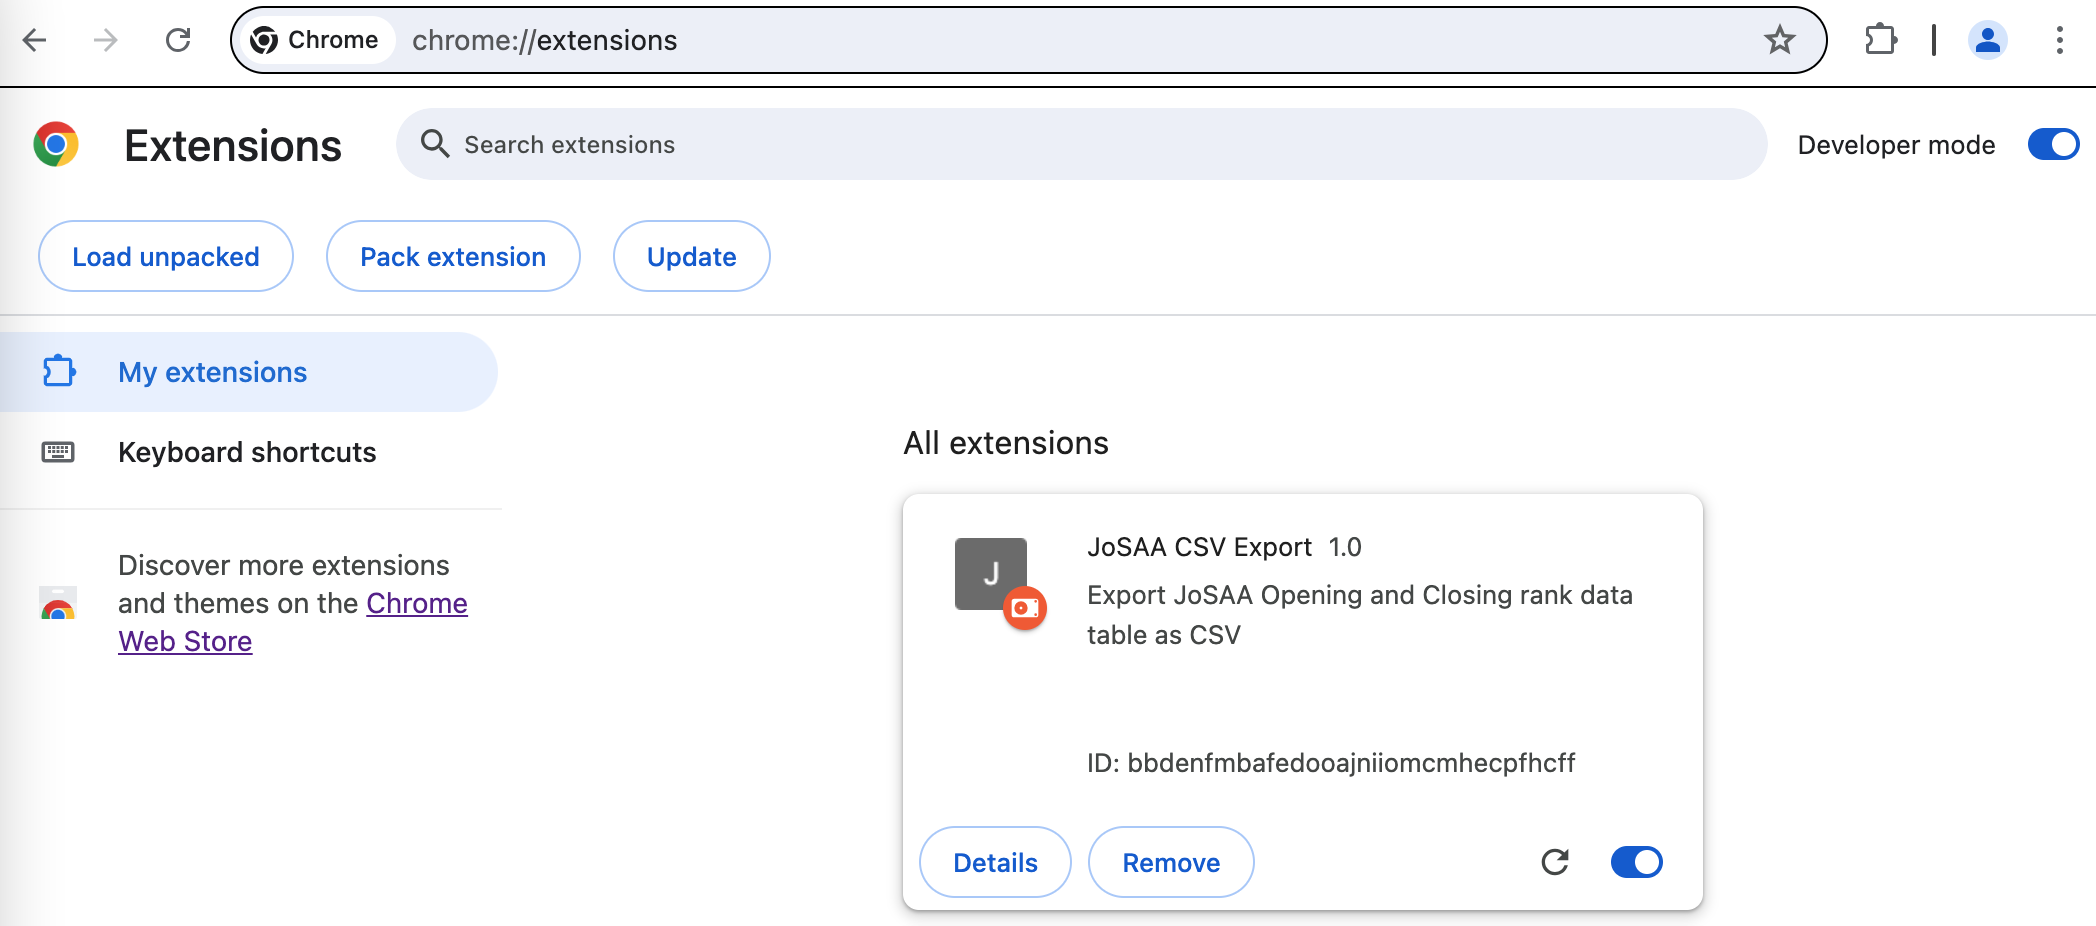 Chrome chrome://extensions
Extensions
Search extensions
Developer mode
Load unpacked
Pack extension
Update
My extensions
Keyboard shortcuts
Discover more extensions
and themes on the Chrome
Web Store
All extensions
J
JoSAA CSV Export 1.0
Export JoSAA Opening and Closing rank data
table as CSV
ID: bbdenfmbafedooajniiomcmhecpfhcff
Details
Remove